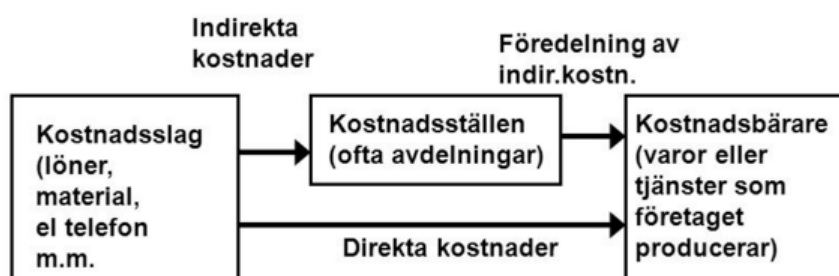 Indirekta
kostnader
Föredelning av
indir.kostn.
Kostnadsslag
(löner,
material,
el telefon
m.m.
Kostnadsställen
(ofta avdelningar)
Kostnadsbärare
(varor eller
tjänster som
företaget
producerar)
Direkta kostnader